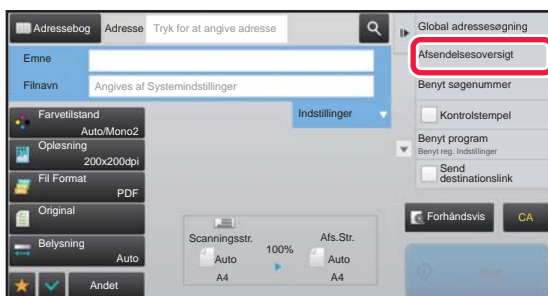 Adressebog
Adresse
Tryk for at angive adresse
Emne
Filnavn
Angives af Systemindstillinger
Indstillinger
Farvetilstand
Auto/Mono2
Opløsning
200x200dpi
Fil Format
PDF
Original
Belysning
Auto
Andet
Scanningsstr.
Auto
A4
100%
Afs.Str.
Auto
A4
Global adressesøgning
Afsendelsesoversigt
Benyt søgenummer
Kontrolstempel
Benyt program
Benyt reg. Indstillinger
Send
destinationslink
Forhåndsvis
CA
Start